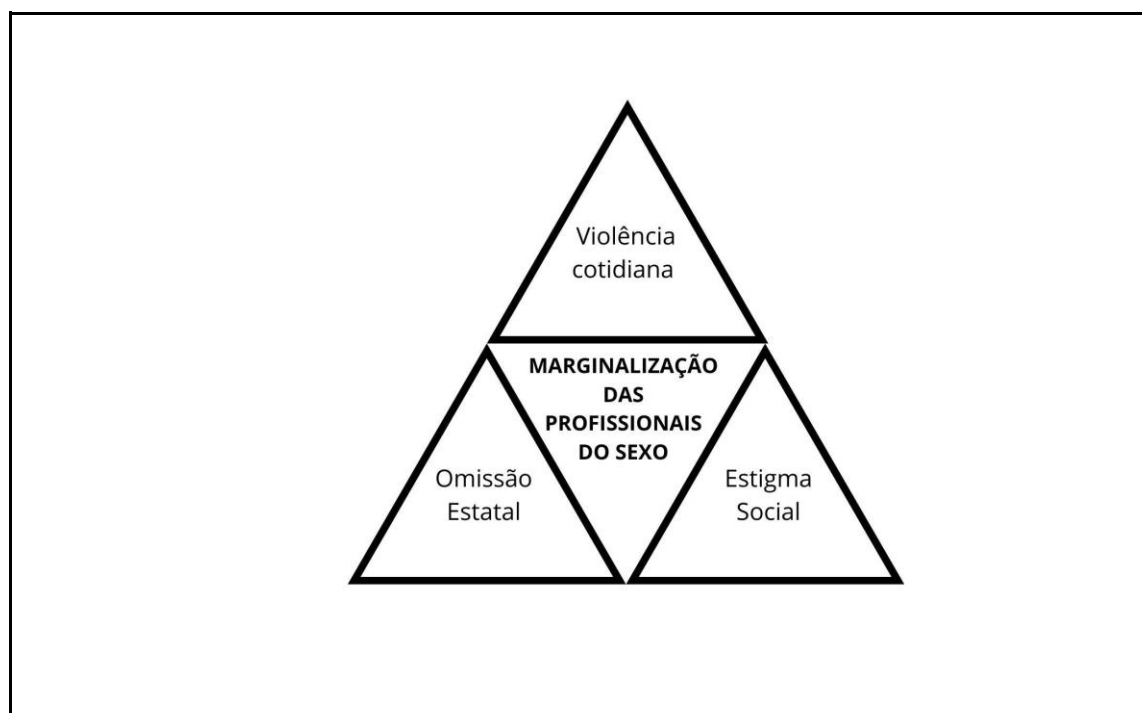 Violência
cotidiana
MARGINALIZAÇÃO
DAS
PROFISSIONAIS
DO SEXO
Omissão
Estatal
Estigma
Social